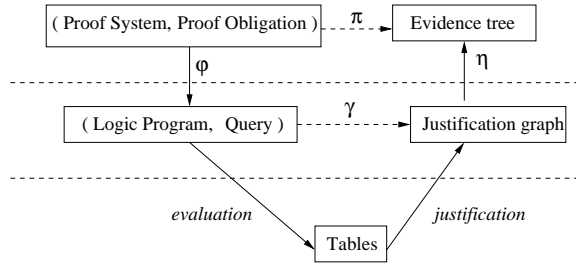 ( Proof System, Proof Obligation )
π
Evidence tree
φ
η
( Logic Program, Query )
γ
Justification graph
evaluation
justification
Tables